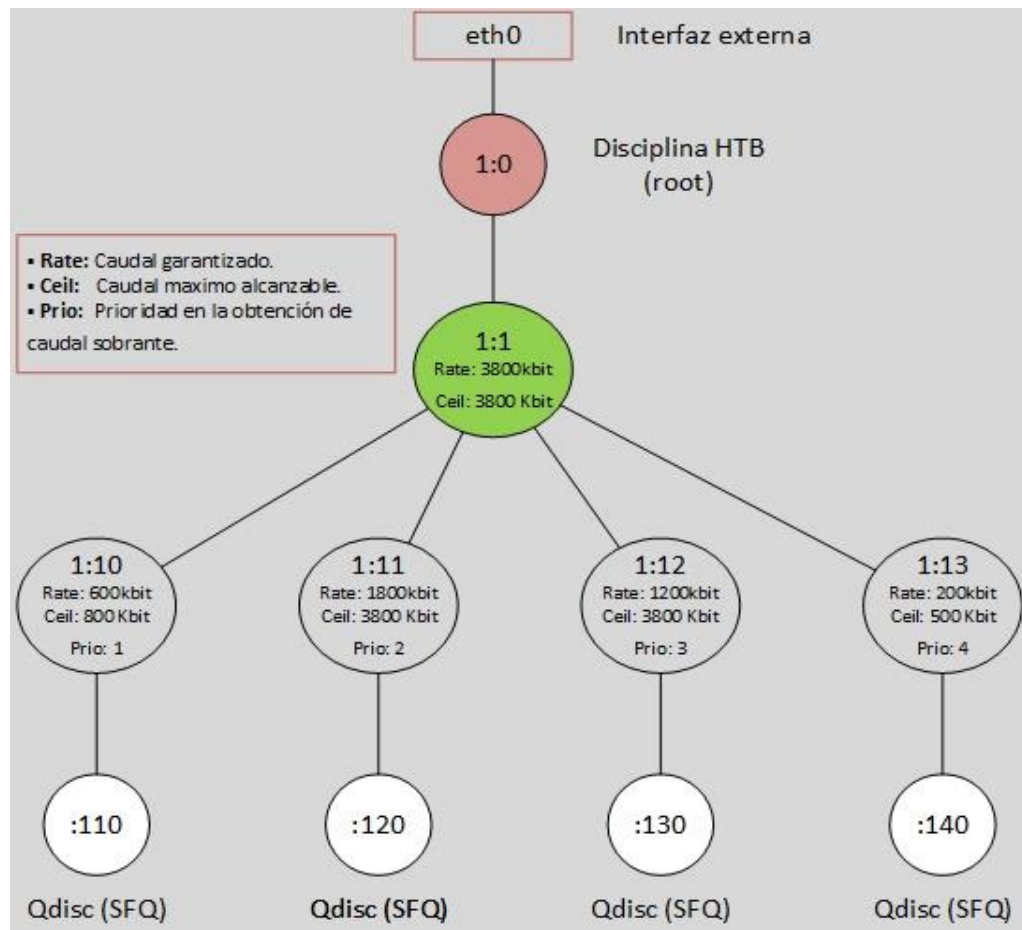 eth0
Interfaz externa
1:0
Disciplina HTB
(root)
▪ Rate: Caudal garantizado.
▪ Ceil: Caudal maximo alcanzable.
▪ Prio: Prioridad en la obtención de
caudal sobrante.
1:1
Rate: 3800kbit
Ceil: 3800 Kbit
1:10
Rate: 600kbit
Ceil: 800 Kbit
Prio: 1
1:11
Rate: 1800kbit
Ceil: 3800 Kbit
Prio: 2
1:12
Rate: 1200kbit
Ceil: 3800 Kbit
Prio: 3
1:13
Rate: 200kbit
Ceil: 500 Kbit
Prio: 4
:110
:120
:130
:140
Qdisc (SFQ)
Qdisc (SFQ)
Qdisc (SFQ)
Qdisc (SFQ)